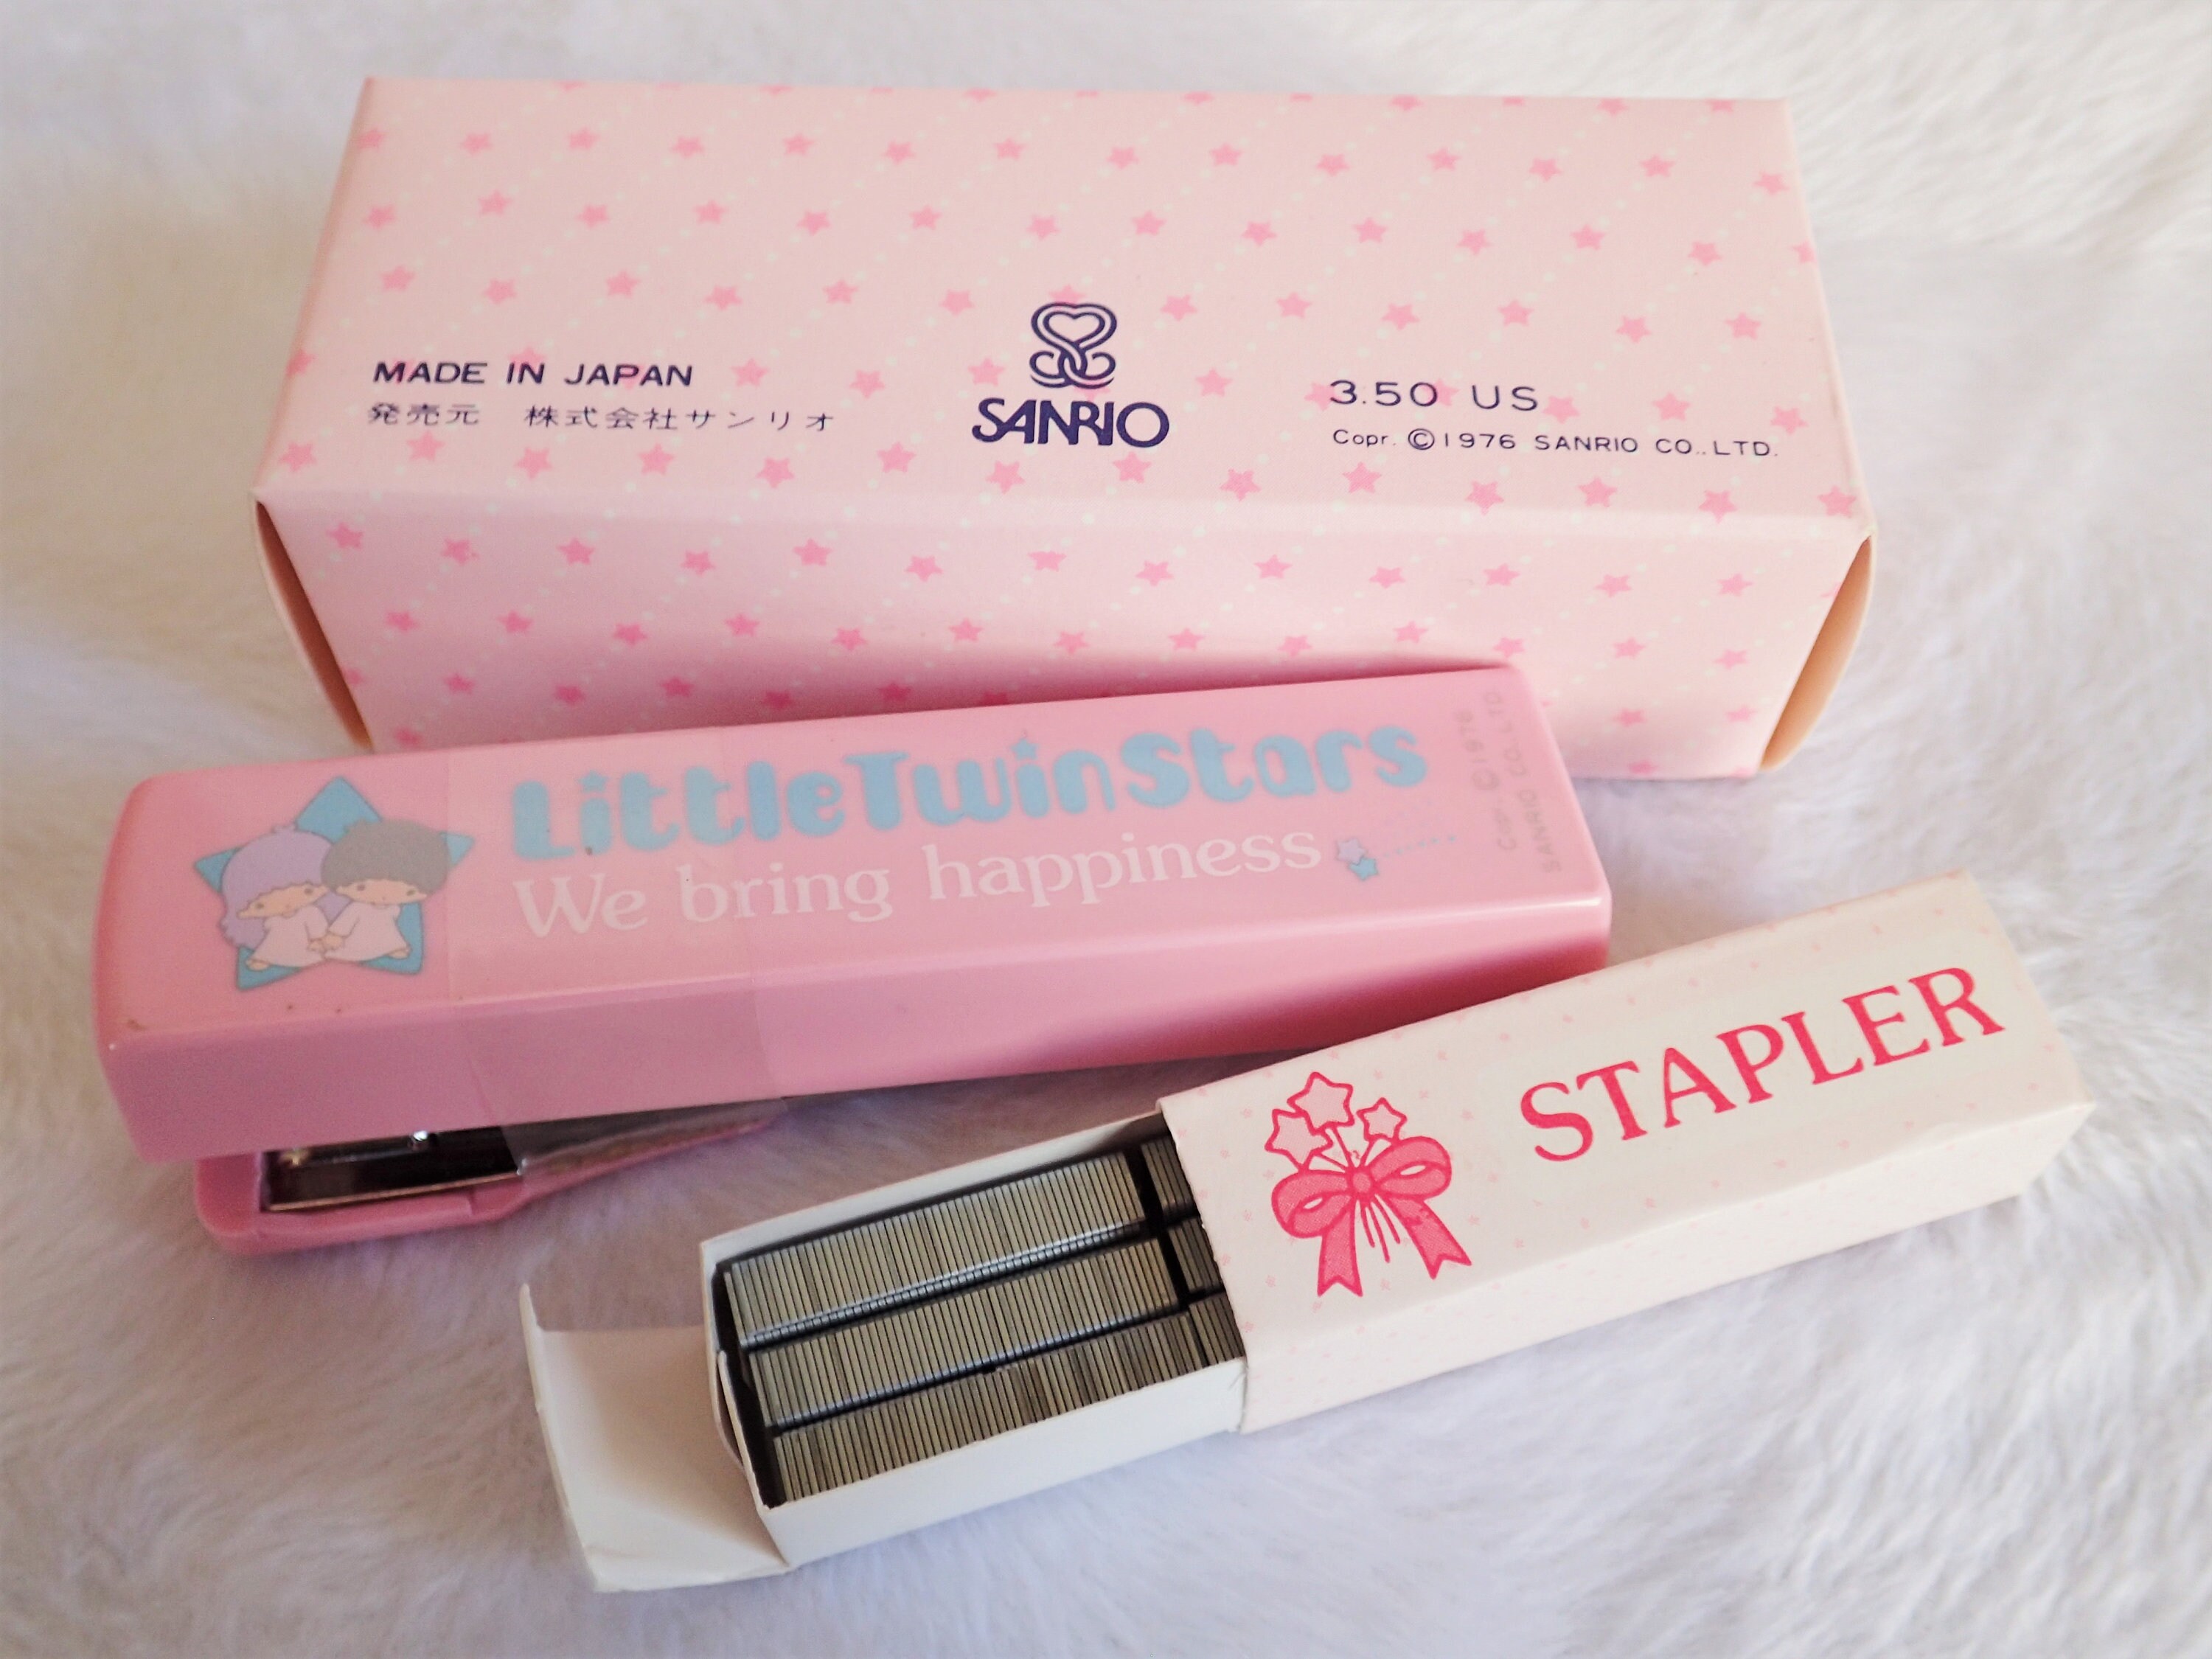 MADE IN JAPAN
発売元 株式会社サンリオ
SANRIO
3.50 US
Copr. ©1976 SANRIO CO.,LTD.
LittleTwinStars
We bring happiness
Copr. ©1976
SANRIO CO.,LTD
STAPLER